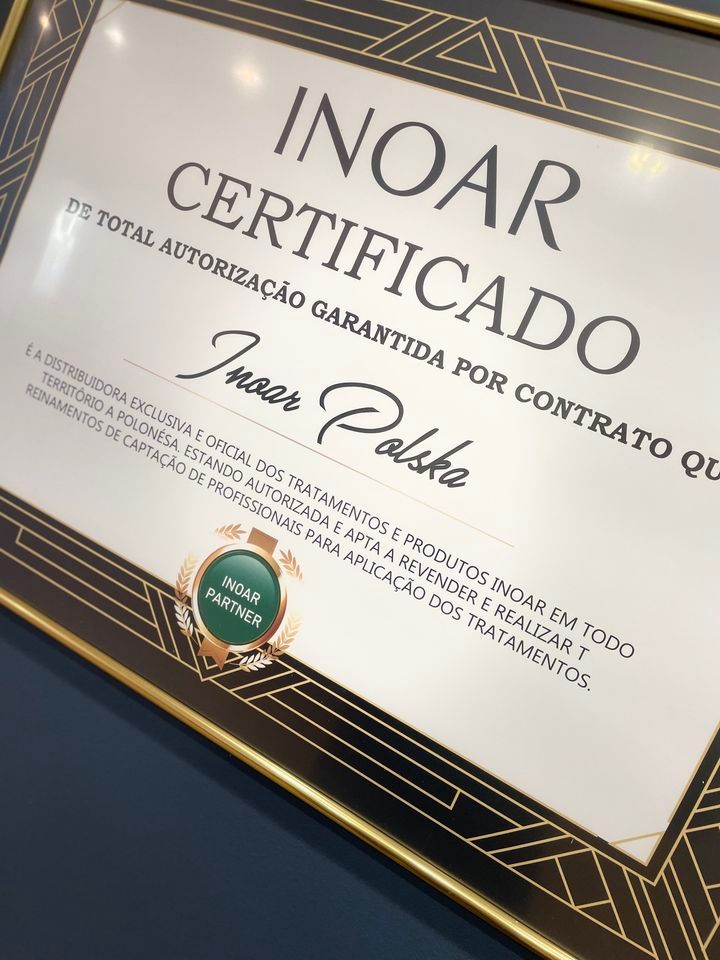 INOAR
CERTIFICADO
DE TOTAL AUTORIZAÇÃO GARANTIDA POR CONTRATO QU
Inoar Polska
É A DISTRIBUIDORA EXCLUSIVA E OFICIAL DOS TRATAMENTOS E PRODUTOS INOAR EM TODO
TERRITÓRIO A POLONÉSA. ESTANDO AUTORIZADA E APTA A REVENDER E REALIZAR T
REINAMENTOS DE CAPTAÇÃO DE PROFISSIONAIS PARA APLICAÇÃO DOS TRATAMENTOS.
INOAR
PARTNER